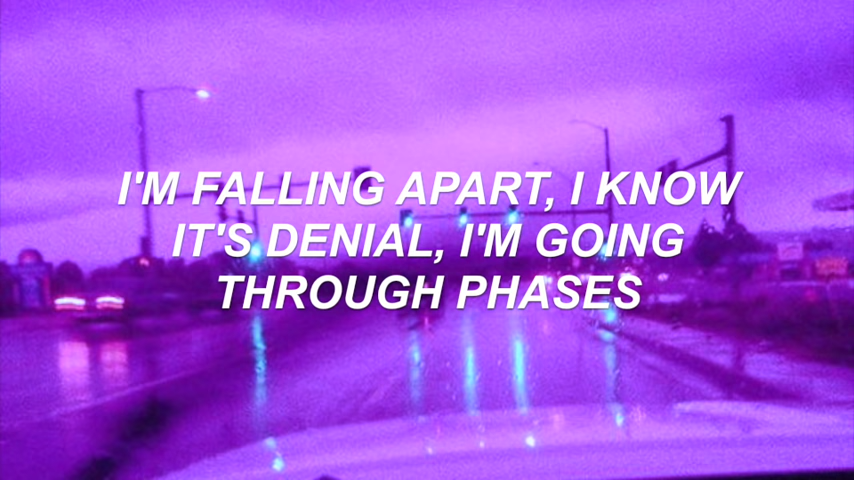 I'M FALLING APART, I KNOW
IT'S DENIAL, I'M GOING
THROUGH PHASES